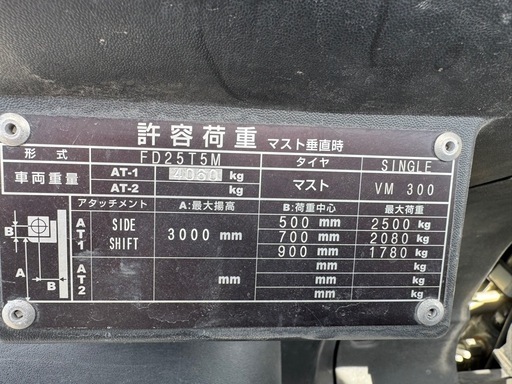 許容荷重 マスト垂直時
形式 FD25T5M タイヤ SINGLE
車両重量 AT-1 4060 kg マスト VM 300
AT-2 kg
アタッチメント A:最大揚高 B:荷重中心 最大荷重
AT1 SIDE SHIFT 3000 mm 500 mm 2500 kg
700 mm 2080 kg
900 mm 1780 kg
AT2 mm mm kg
mm kg
mm kg
B
A
B